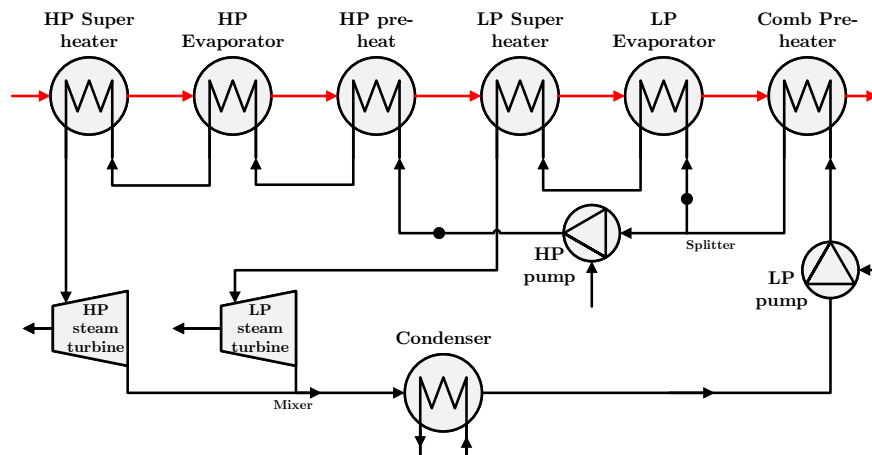 HP Super
heater
HP
Evaporator
HP pre-
heat
LP Super
heater
LP
Evaporator
Comb Pre-
heater
Splitter
HP
pump
LP
pump
HP
steam
turbine
LP
steam
turbine
Condenser
Mixer